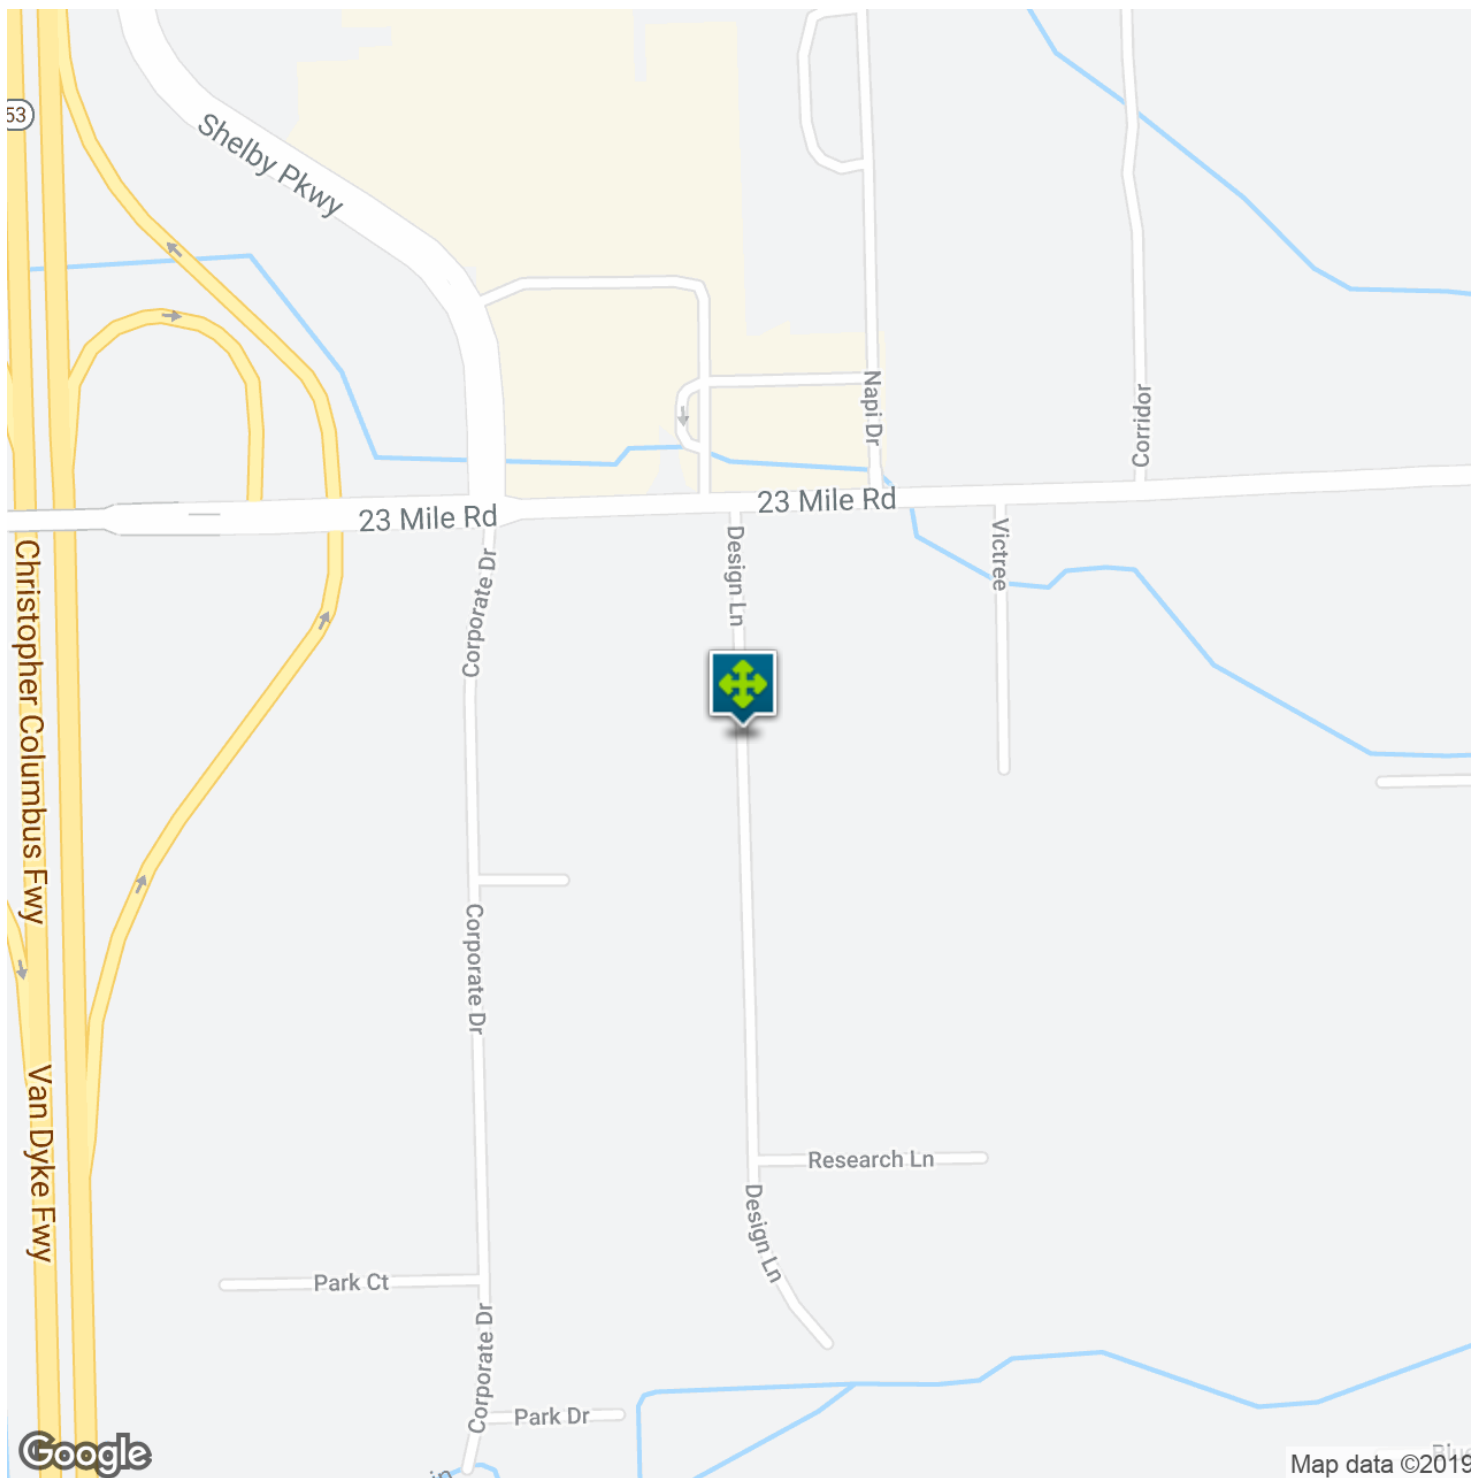 53
Shelby Pkwy
Napi Dr
Corridor
23 Mile Rd
23 Mile Rd
Corporate Dr
Design Ln
Victree
Christopher Columbus Fwy
Corporate Dr
Van Dyke Fwy
Research Ln
Design Ln
Park Ct
Corporate Dr
Park Dr
Google
Map data ©2019